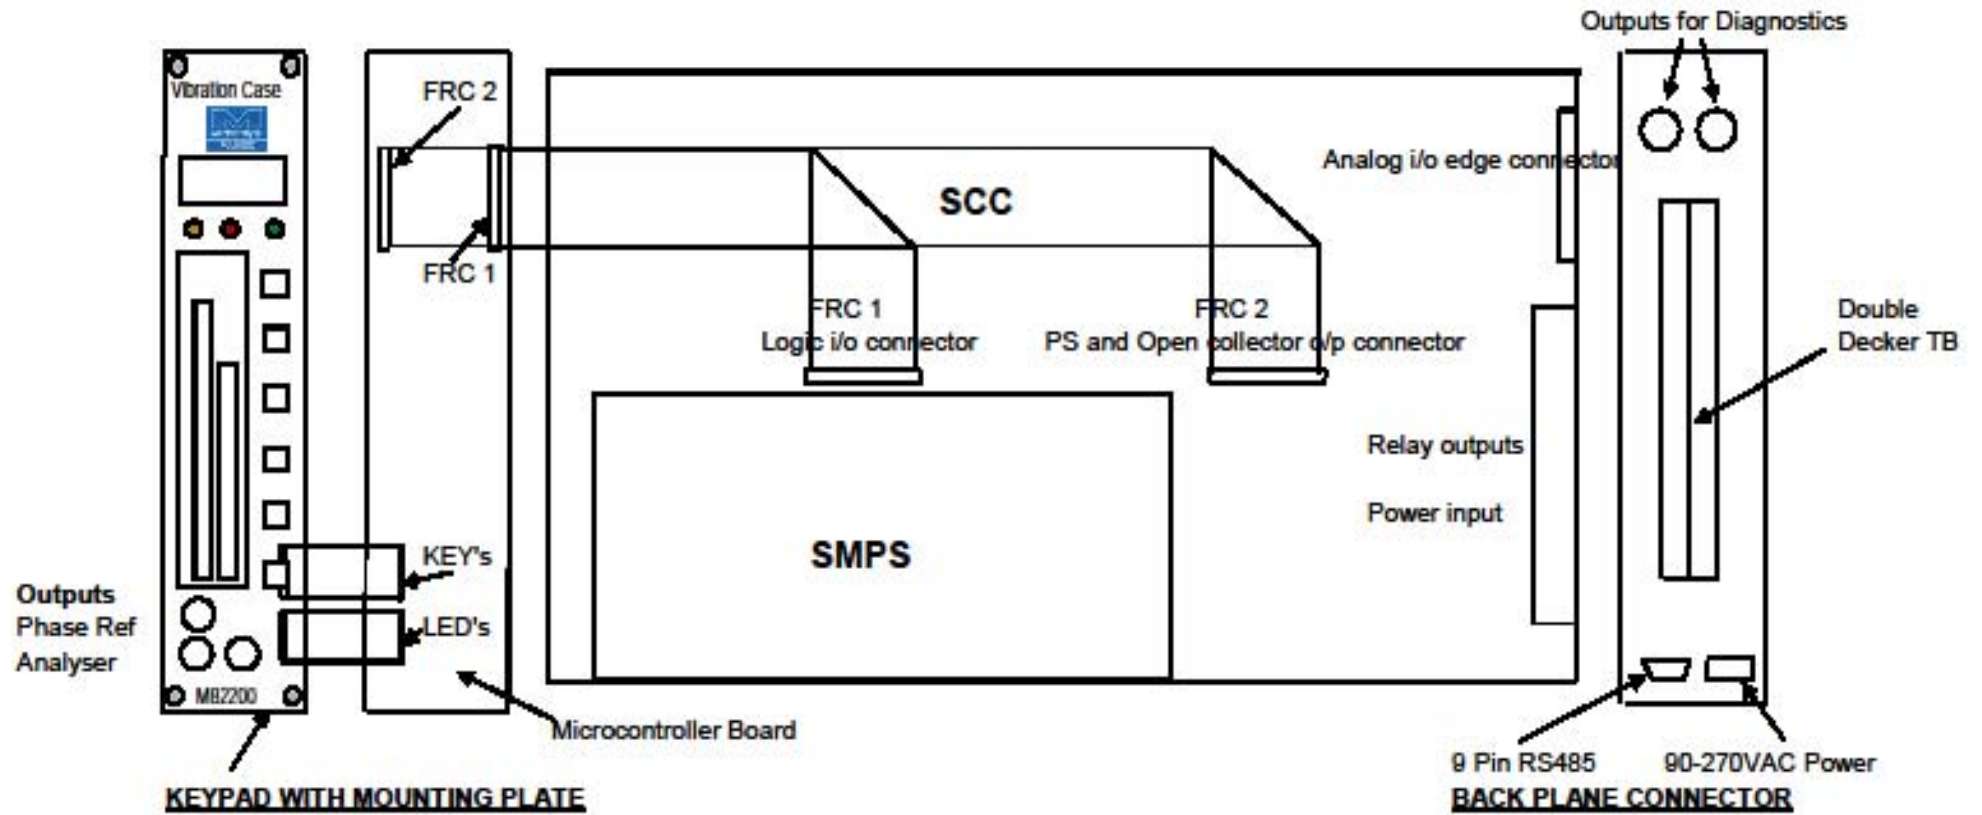 Outputs for Diagnostics
Vibration Case
FRC 2
Analog i/o edge connector
SCC
FRC 1
FRC 1
Logic i/o connector
FRC 2
PS and Open collector o/p connector
Double
Decker TB
Relay outputs
Power input
SMPS
KEY's
LED's
Outputs
Phase Ref
Analyser
MB2200
Microcontroller Board
9 Pin RS485
90-270VAC Power
KEYPAD WITH MOUNTING PLATE
BACK PLANE CONNECTOR